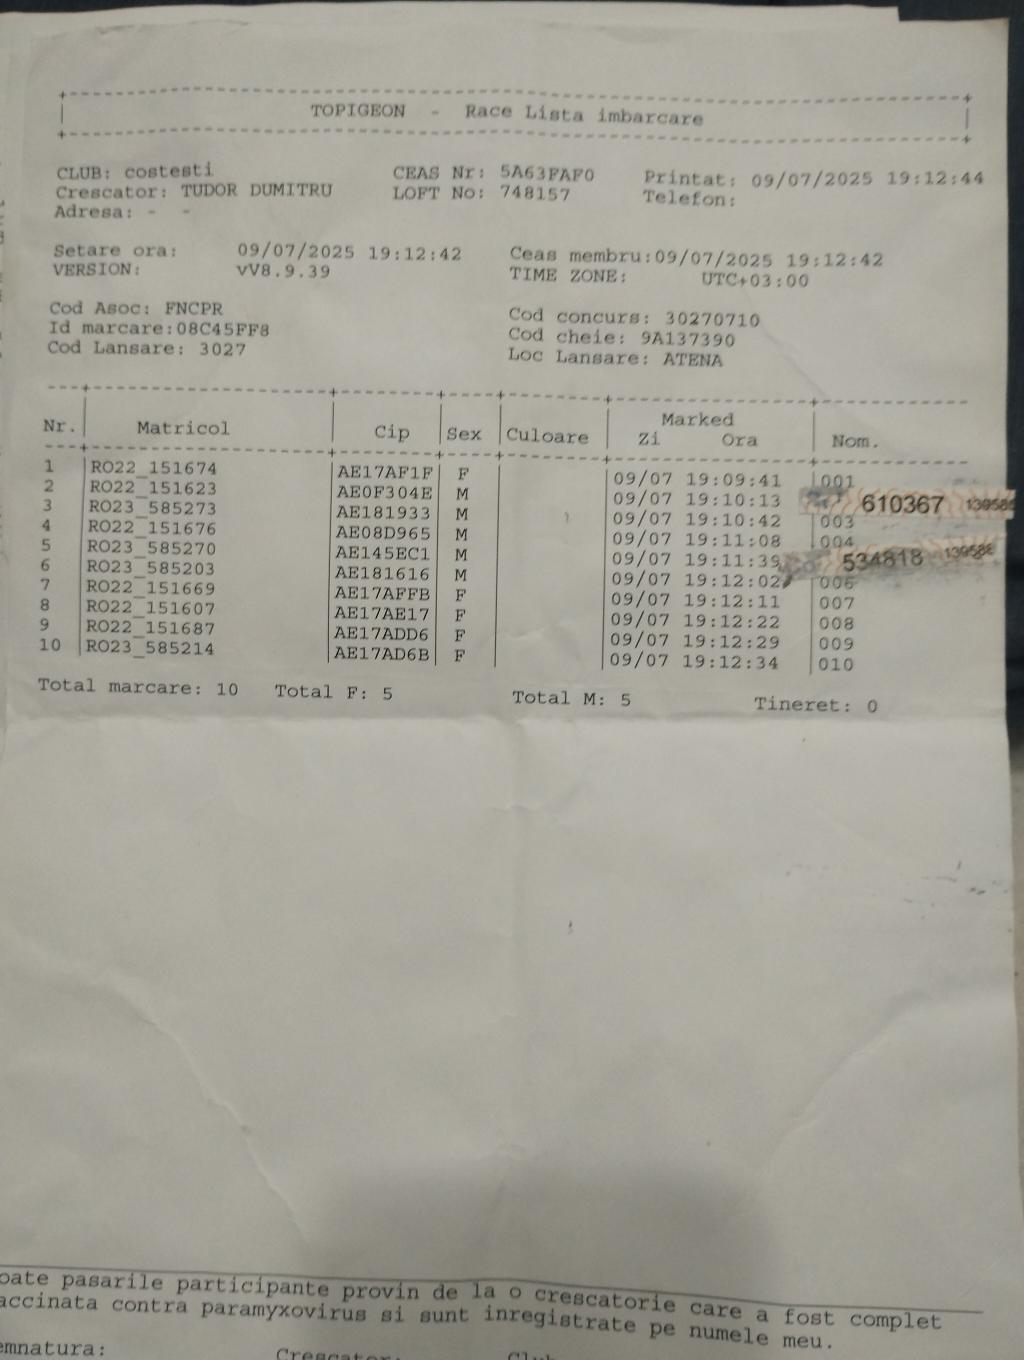 TOPIGEON - Race Lista imbarcare
CLUB: costesti CEAS Nr: 5A63FAF0 Printat: 09/07/2025 19:12:44
Crescator: TUDOR DUMITRU LOFT No: 748157 Telefon:
Adresa: - -
Setare ora: 09/07/2025 19:12:42 Ceas membru:09/07/2025 19:12:42
VERSION: vV8.9.39 TIME ZONE: UTC+03:00
Cod Asoc: FNCPR Cod concurs: 30270710
Id marcare:08C45FF8 Cod cheie: 9A137390
Cod Lansare: 3027 Loc Lansare: ATENA
Nr. Matricol Cip Sex Culoare Marked Zi Ora Nom.
1 RO22_151674 AE17AF1F F 09/07 19:09:41 001
2 RO22_151623 AE0F304E M 09/07 19:10:13 610367
3 RO23_585273 AE181933 M 09/07 19:10:42 003
4 RO22_151676 AE08D965 M 09/07 19:11:08 004
5 RO23_585270 AE145EC1 M 09/07 19:11:39 534818
6 RO23_585203 AE181616 M 09/07 19:12:02 006
7 RO22_151669 AE17AFFB F 09/07 19:12:11 007
8 RO22_151607 AE17AE17 F 09/07 19:12:22 008
9 RO22_151687 AE17ADD6 F 09/07 19:12:29 009
10 RO23_585214 AE17AD6B F 09/07 19:12:34 010
Total marcare: 10 Total F: 5 Total M: 5 Tineret: 0
oate pasarile participante provin de la o crescatorie care a fost complet
accinata contra paramyxovirus si sunt inregistrate pe numele meu.
emnatura: Crescator: Club